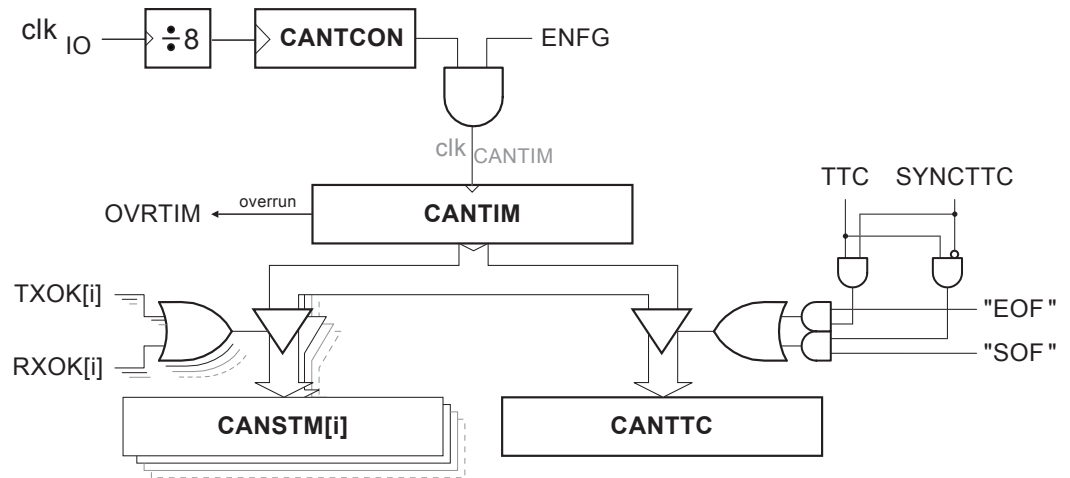 clk IO
÷8
CANTCON
ENFG
clk CANTIM
TTC SYNCTTC
OVRTIM
overrun
CANTIM
TXOK[i]
"EOF"
RXOK[i]
"SOF"
CANSTM[i]
CANTTC